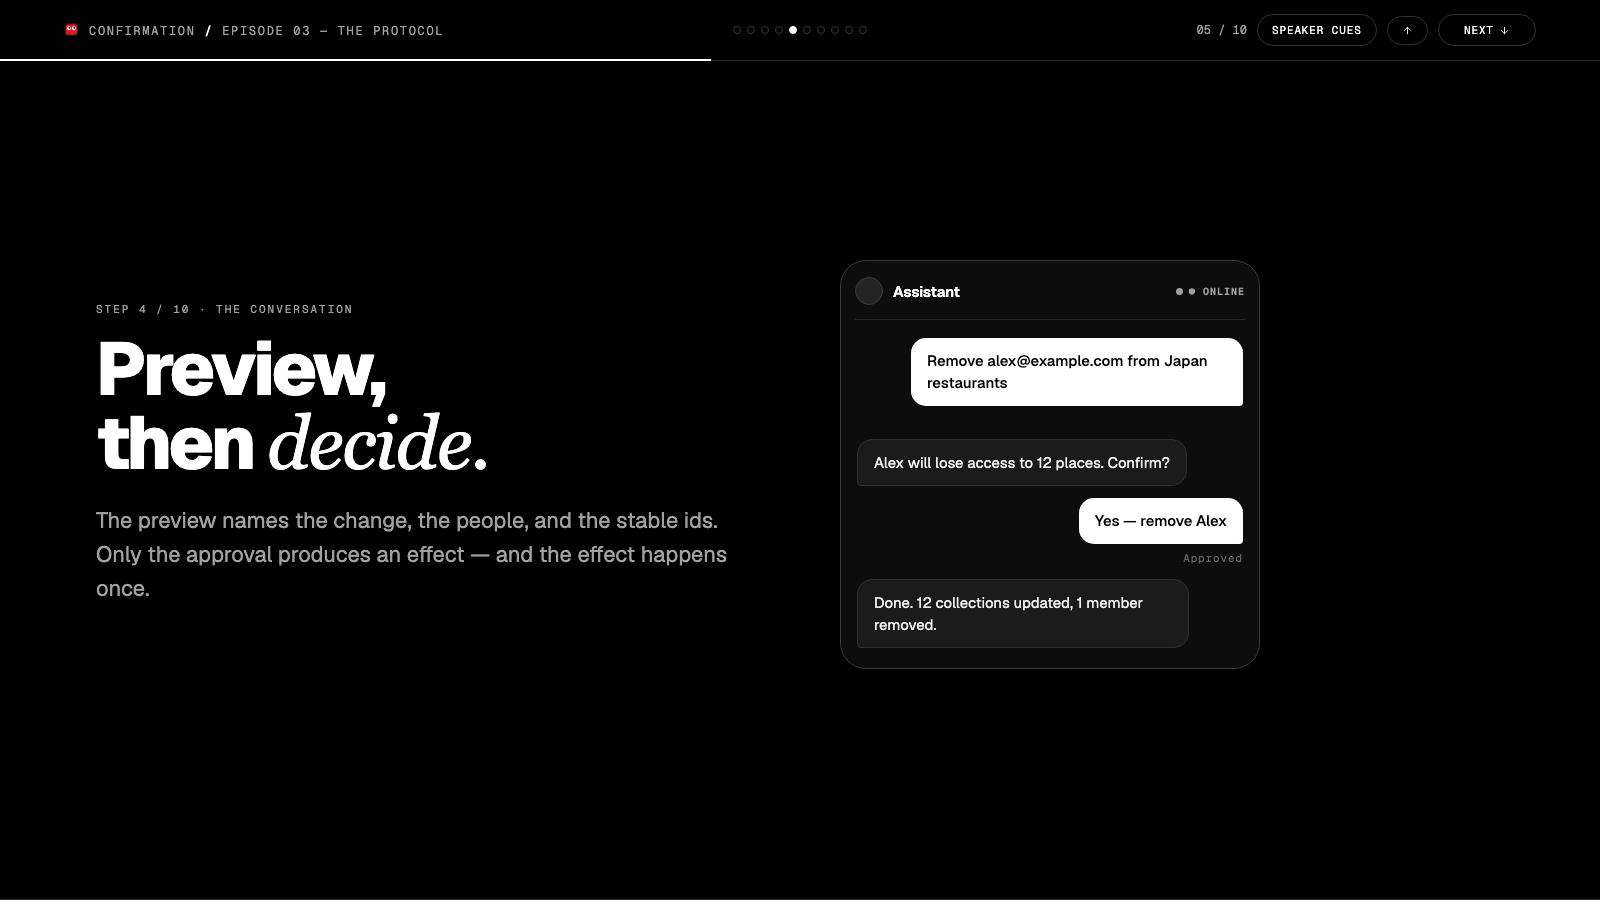 CONFIRMATION / EPISODE 03 — THE PROTOCOL
05 / 10
SPEAKER CUES
↑
NEXT ↓
STEP 4 / 10 · THE CONVERSATION
Preview,
then decide.
The preview names the change, the people, and the stable ids.
Only the approval produces an effect — and the effect happens
once.
Assistant
ONLINE
Remove alex@example.com from Japan
restaurants
Alex will lose access to 12 places. Confirm?
Yes — remove Alex
Approved
Done. 12 collections updated, 1 member
removed.